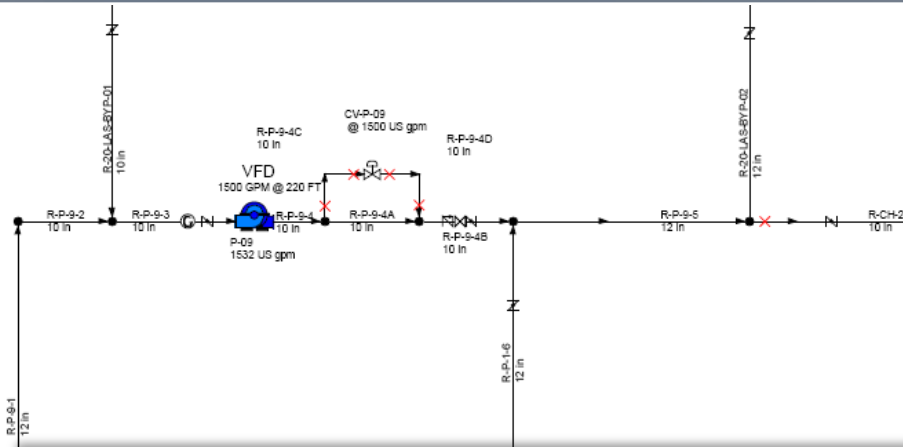 R-20-LAS-BYP-01
10 in
R-20-LAS-BYP-02
12 in
CV-P-09
@ 1500 US gpm
R-P-9-4C
10 in
R-P-9-4D
10 in
VFD
1500 GPM @ 220 FT
R-P-9-2
10 in
R-P-9-3
10 in
R-P-9-4
10 in
R-P-9-4A
10 in
R-P-9-4B
10 in
R-P-9-5
12 in
R-CH-2
10 in
P-09
1532 US gpm
R-P-1-6
12 in
R-P-9-1
12 in